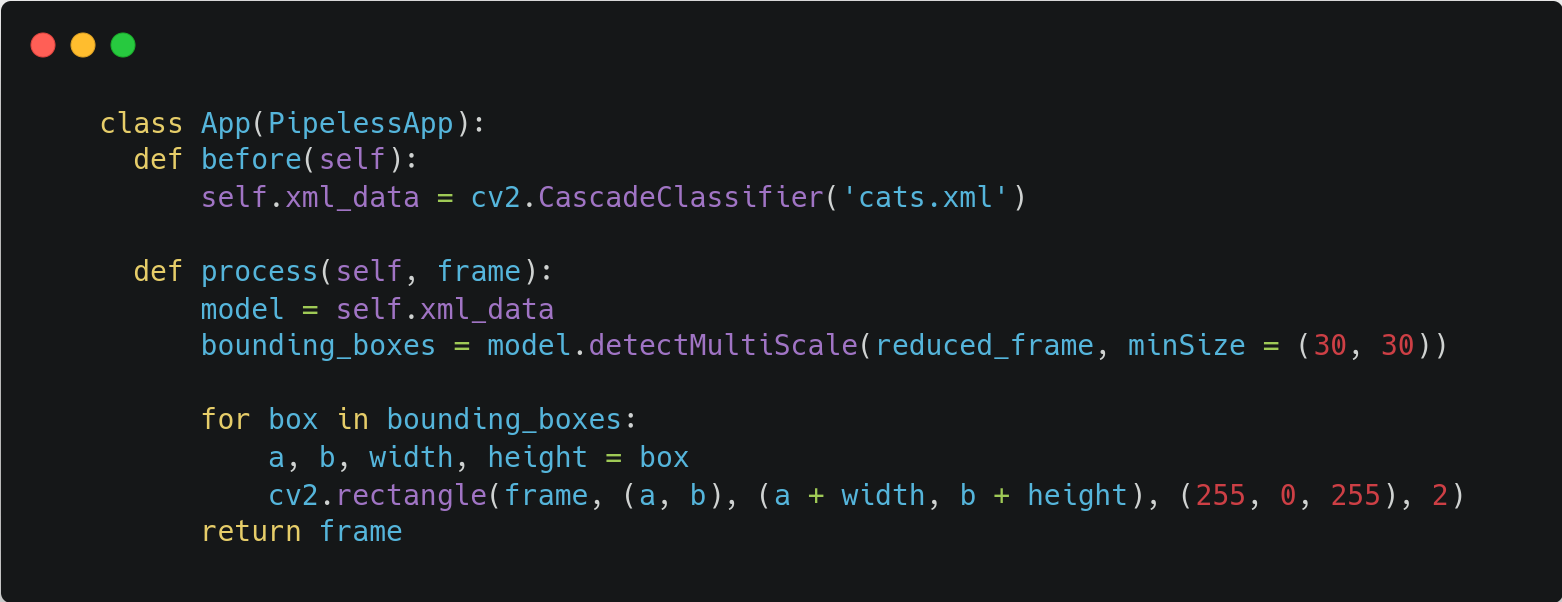 class App(PipelessApp):
  def before(self):
      self.xml_data = cv2.CascadeClassifier('cats.xml')

  def process(self, frame):
      model = self.xml_data
      bounding_boxes = model.detectMultiScale(reduced_frame, minSize = (30, 30))

      for box in bounding_boxes:
          a, b, width, height = box
          cv2.rectangle(frame, (a, b), (a + width, b + height), (255, 0, 255), 2)
      return frame